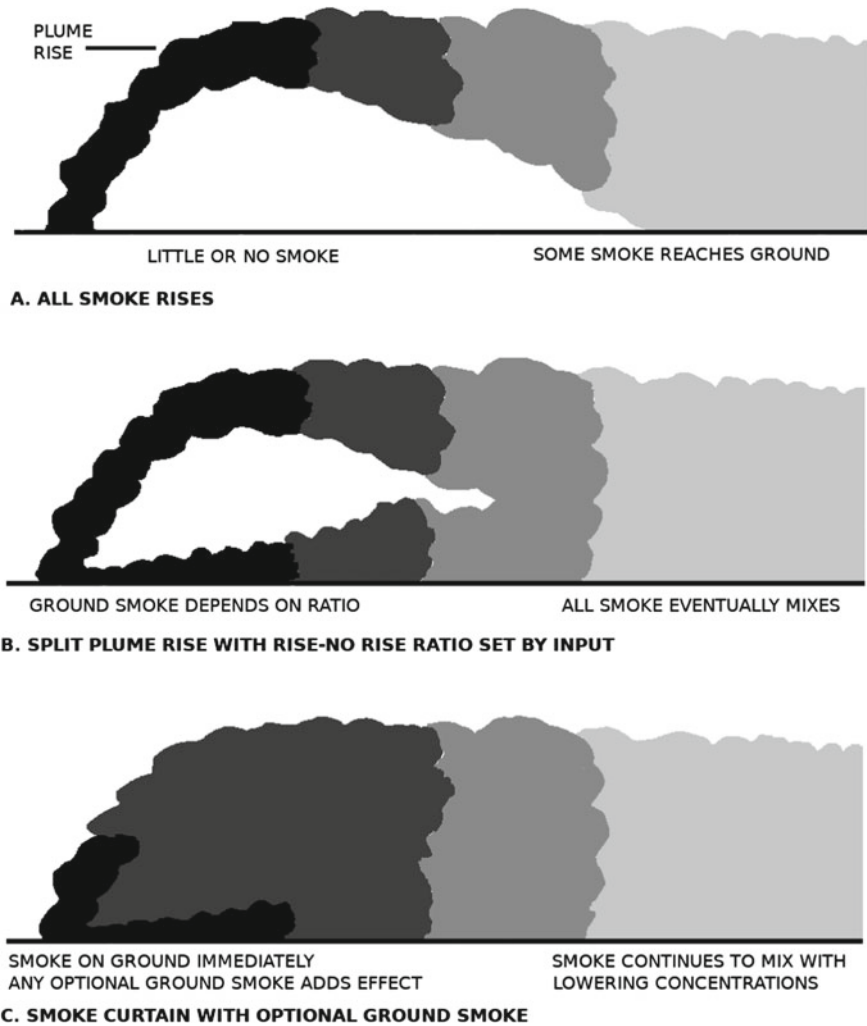 PLUME
RISE
LITTLE OR NO SMOKE
SOME SMOKE REACHES GROUND
A. ALL SMOKE RISES
GROUND SMOKE DEPENDS ON RATIO
ALL SMOKE EVENTUALLY MIXES
B. SPLIT PLUME RISE WITH RISE-NO RISE RATIO SET BY INPUT
SMOKE ON GROUND IMMEDIATELY
ANY OPTIONAL GROUND SMOKE ADDS EFFECT
SMOKE CONTINUES TO MIX WITH
LOWERING CONCENTRATIONS
C. SMOKE CURTAIN WITH OPTIONAL GROUND SMOKE